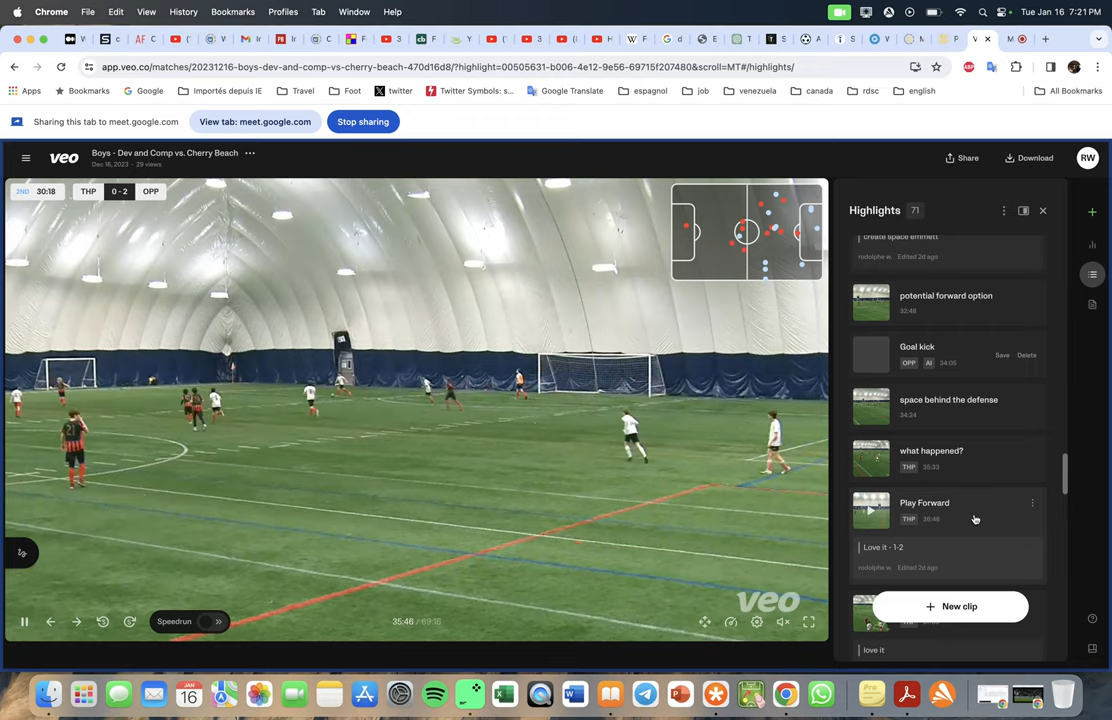 Chrome File Edit View History Bookmarks Profiles Tab Window Help
Tue Jan 16 7:21 PM
app.veo.co/matches/20231216-boys-dev-and-comp-vs-cherry-beach-470d16d8/?highlight=00505631-b006-4e12-9e56-69715f207480&scroll=MT#/highlights/
Apps Bookmarks Google Importés depuis IE Travel Foot twitter Twitter Symbols: s... Google Translate espagnol job venezuela canada rdsc english All Bookmarks
Sharing this tab to meet.google.com
View tab: meet.google.com
Stop sharing
veo
Boys - Dev and Comp vs. Cherry Beach
Dec 16, 2023 - 29 views
Share
Download
RW
2ND 30:18 THP 0 - 2 OPP
21
Highlights 71
create space emmett
rodolphe w. Edited 2d ago
potential forward option
32:48
Goal kick
OPP AI 34:05
Save Delete
space behind the defense
34:24
what happened?
THP 35:33
Play Forward
THP 36:46
Love it - 1-2
rodolphe w. Edited 2d ago
New clip
love it
veo
Speedrun
35:46 / 69:16
JAN
16